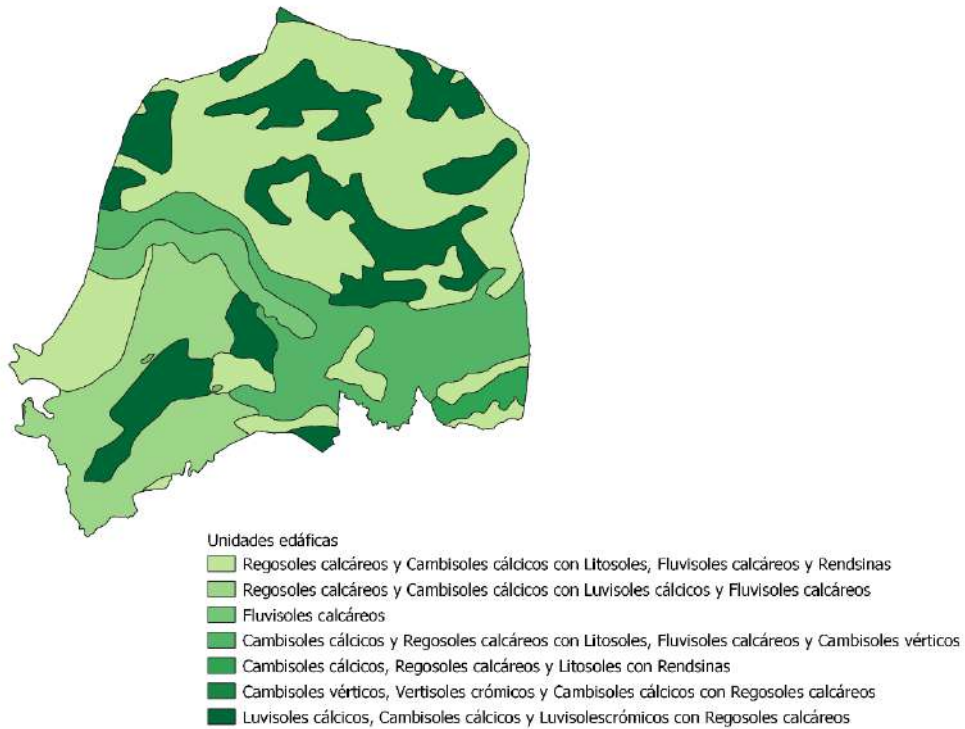 Unidades edáficas
Regosoles calcáreos y Cambisoles cálcicos con Litosoles, Fluvisoles calcáreos y Rendsinas
Regosoles calcáreos y Cambisoles cálcicos con Luvisoles cálcicos y Fluvisoles calcáreos
Fluvisoles calcáreos
Cambisoles cálcicos y Regosoles calcáreos con Litosoles, Fluvisoles calcáreos y Cambisoles vérticos
Cambisoles cálcicos, Regosoles calcáreos y Litosoles con Rendsinas
Cambisoles vérticos, Vertisoles crómicos y Cambisoles cálcicos con Regosoles calcáreos
Luvisoles cálcicos, Cambisoles cálcicos y Luvisolescrómicos con Regosoles calcáreos